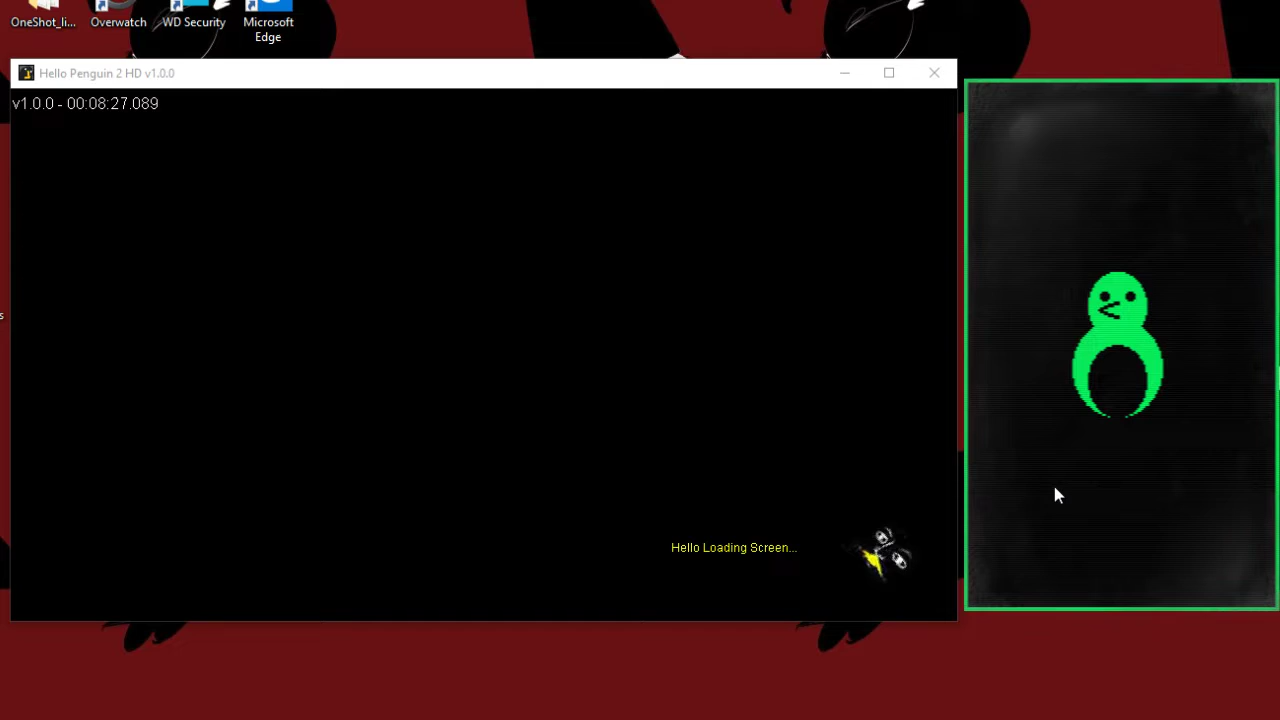 OneShot_li...
Overwatch
WD Security
Microsoft
Edge
Hello Penguin 2 HD v1.0.0
v1.0.0 - 00:08:27.089
s
Hello Loading Screen...